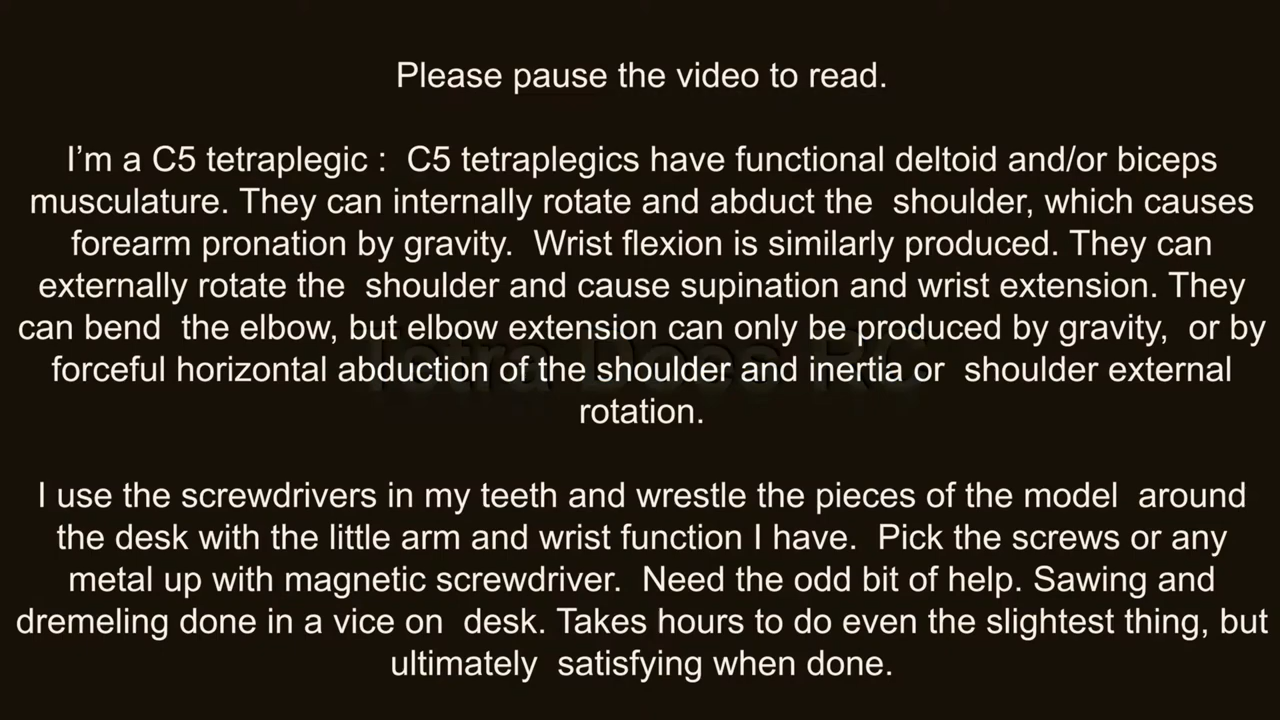 Please pause the video to read.
I’m a C5 tetraplegic :  C5 tetraplegics have functional deltoid and/or biceps
musculature. They can internally rotate and abduct the  shoulder, which causes
forearm pronation by gravity.  Wrist flexion is similarly produced. They can
externally rotate the  shoulder and cause supination and wrist extension. They
can bend  the elbow, but elbow extension can only be produced by gravity,  or by
forceful horizontal abduction of the shoulder and inertia or  shoulder external
rotation.
Tetra Does RC
I use the screwdrivers in my teeth and wrestle the pieces of the model  around
the desk with the little arm and wrist function I have.  Pick the screws or any
metal up with magnetic screwdriver.  Need the odd bit of help. Sawing and
dremeling done in a vice on  desk. Takes hours to do even the slightest thing, but
ultimately  satisfying when done.